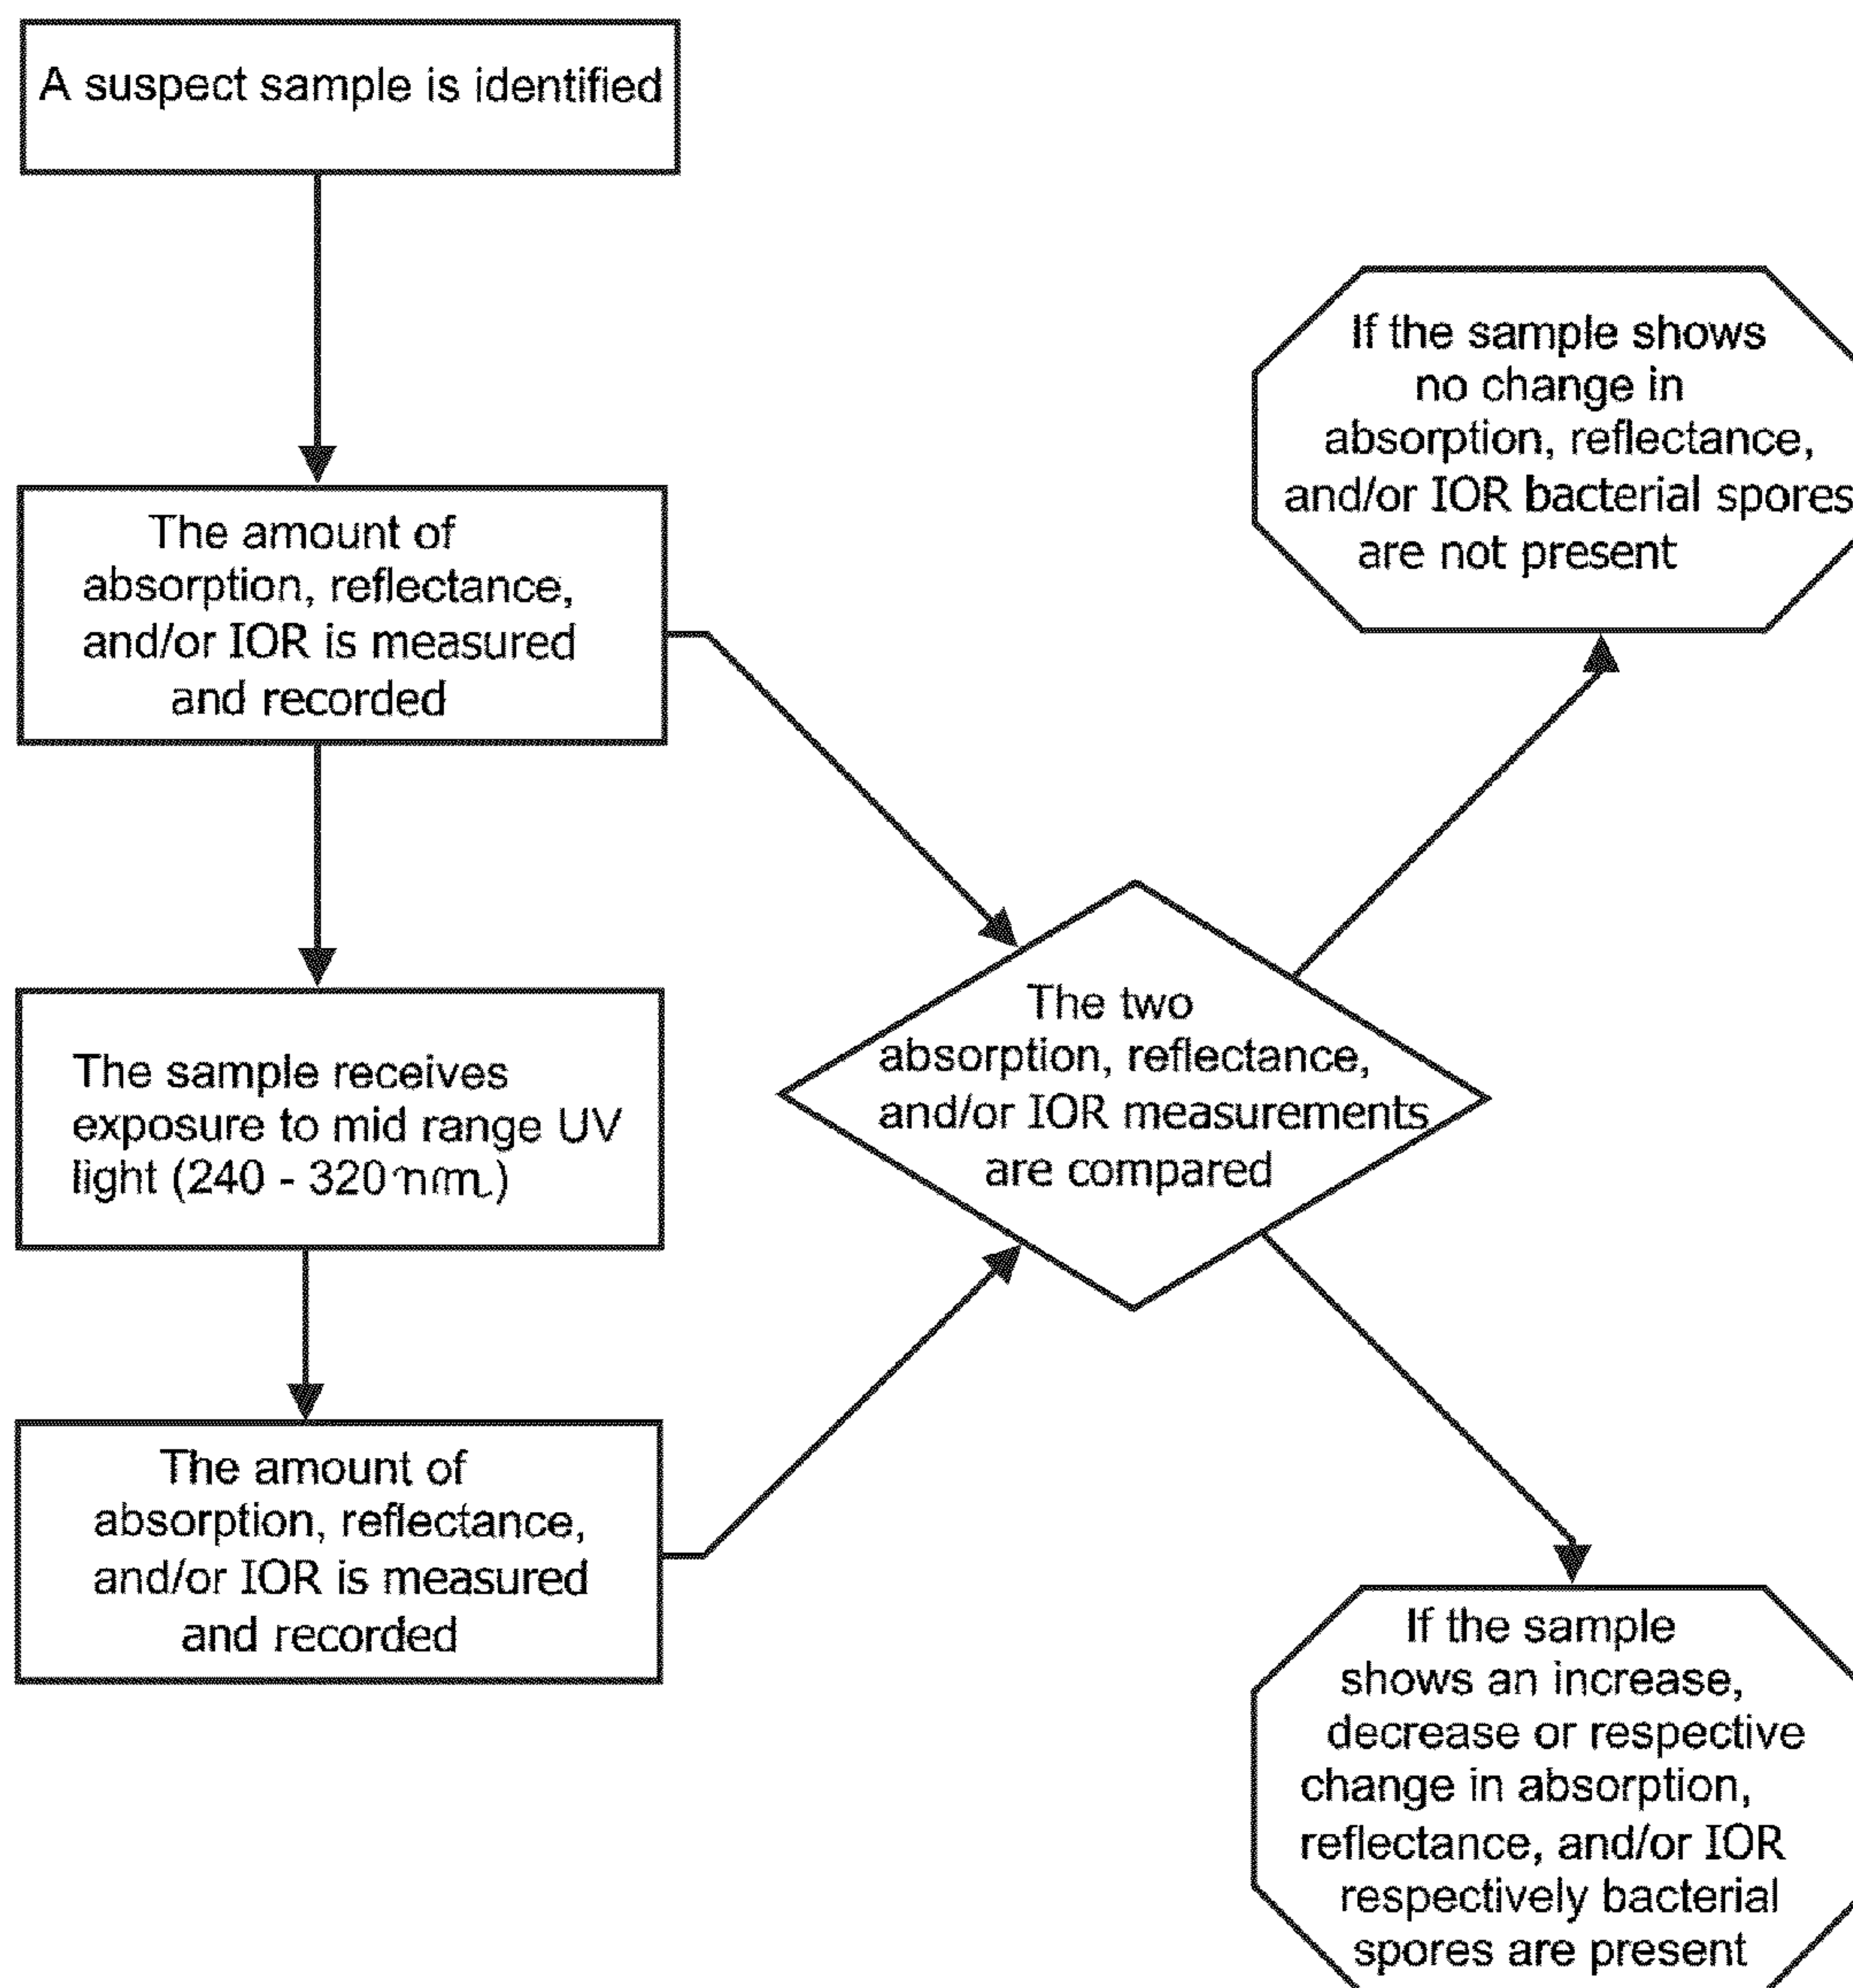 A suspect sample is identified
The amount of
absorption, reflectance,
and/or IOR is measured
and recorded
The sample receives
exposure to mid range UV
light (240 - 320 nm.)
The amount of
absorption, reflectance,
and/or IOR is measured
and recorded
The two
absorption, reflectance,
and/or IOR measurements
are compared
If the sample shows
no change in
absorption, reflectance,
and/or IOR bacterial spores
are not present
If the sample
shows an increase,
decrease or respective
change in absorption,
reflectance, and/or IOR
respectively bacterial
spores are present